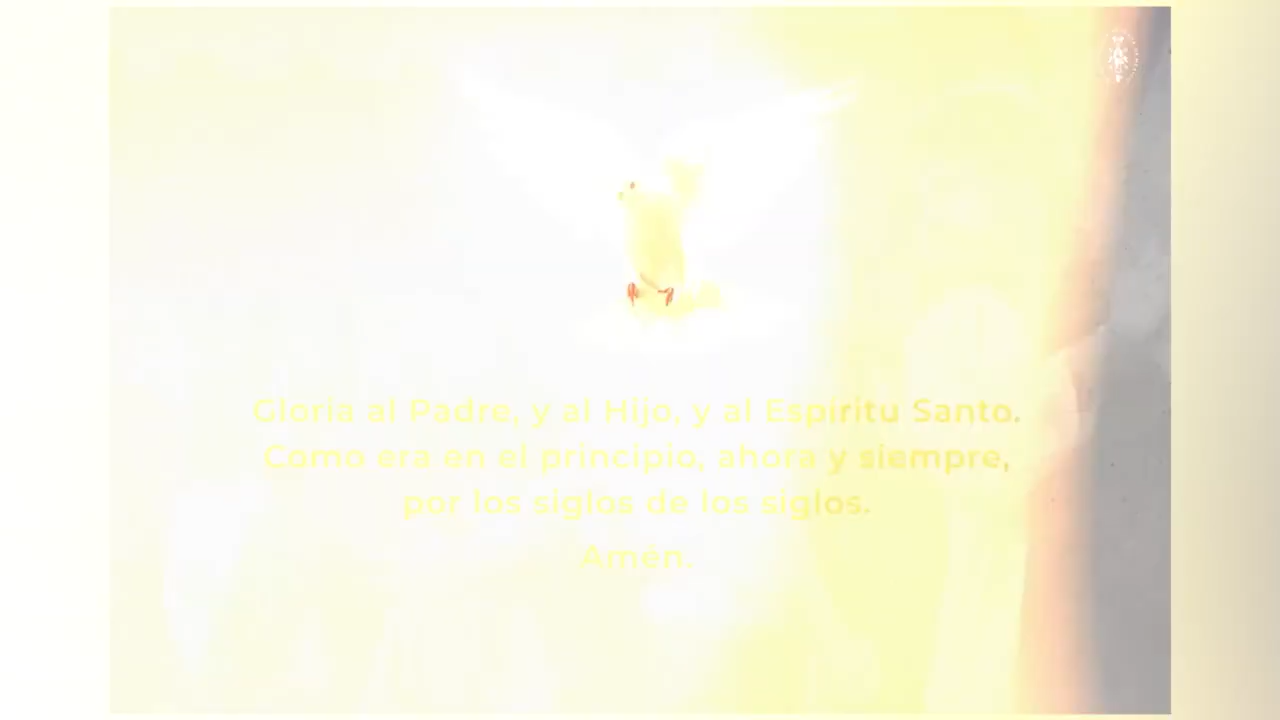 Gloria al Padre, y al Hijo, y al Espíritu Santo.
Como era en el principio, ahora y siempre,
por los siglos de los siglos.
Amén.